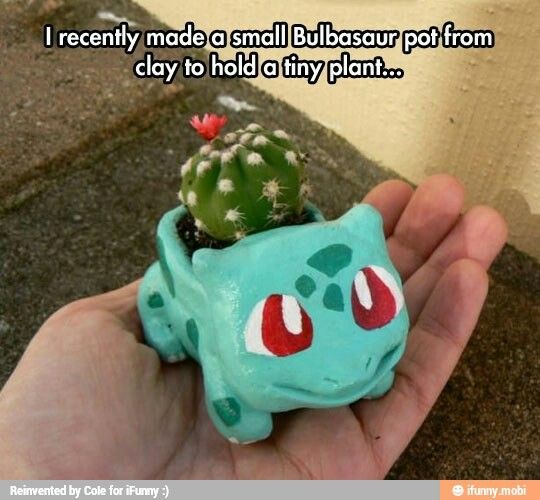 I recently made a small Bulbasaur pot from
clay to hold a tiny plant...
Reinvented by Cole for iFunny :)
ifunny.mobi